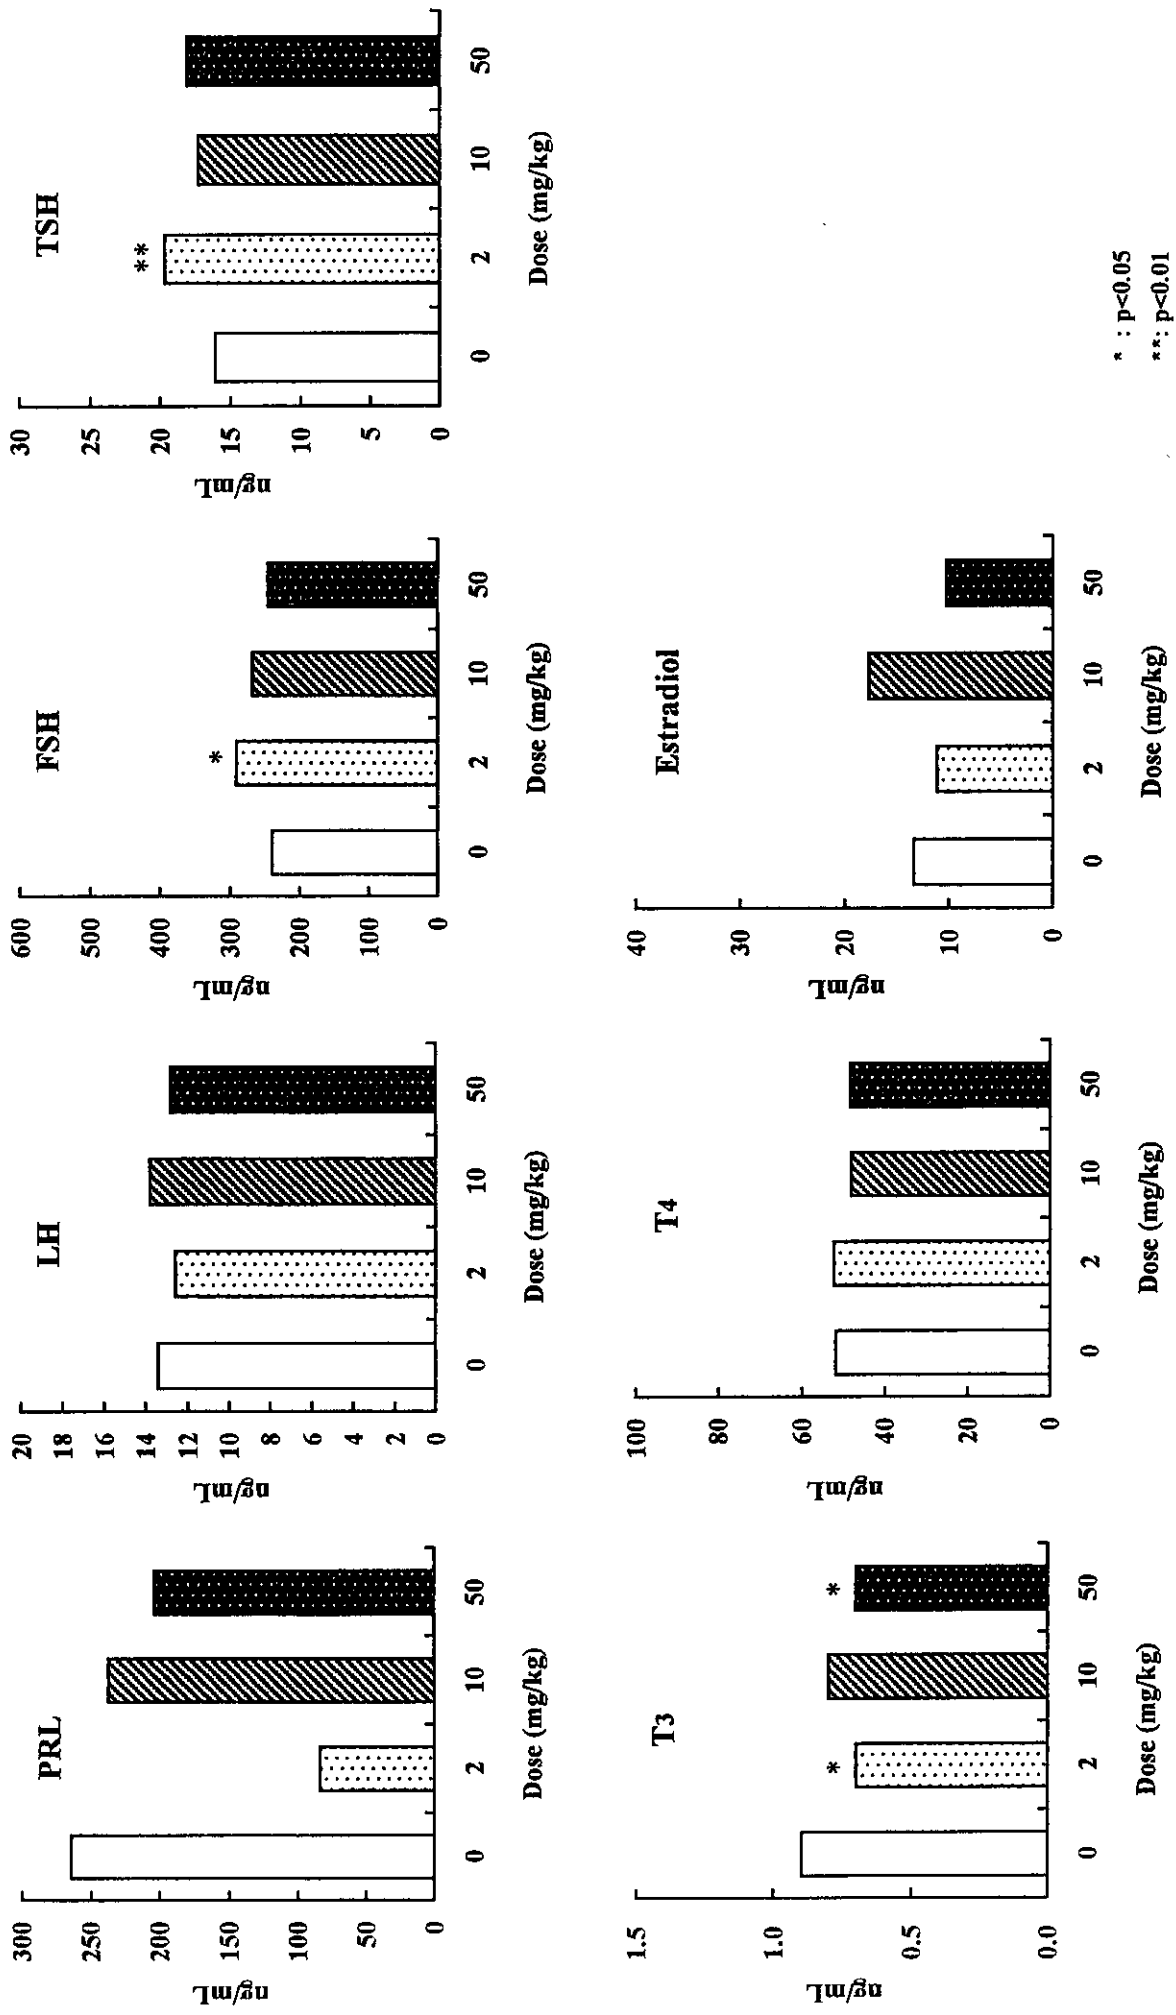 PRL
ng/mL
300
250
200
150
100
50
0
0 2 10 50
Dose (mg/kg)
LH
ng/mL
20
18
16
14
12
10
8
6
4
2
0
0 2 10 50
Dose (mg/kg)
FSH
ng/mL
600
500
400
300
200
100
0
*
0 2 10 50
Dose (mg/kg)
TSH
ng/mL
30
25
20
15
10
5
0
**
0 2 10 50
Dose (mg/kg)
T3
ng/mL
1.5
1.0
0.5
0.0
* *
0 2 10 50
Dose (mg/kg)
T4
ng/mL
100
80
60
40
20
0
0 2 10 50
Dose (mg/kg)
Estradiol
ng/mL
40
30
20
10
0
0 2 10 50
Dose (mg/kg)
* : p<0.05
**: p<0.01